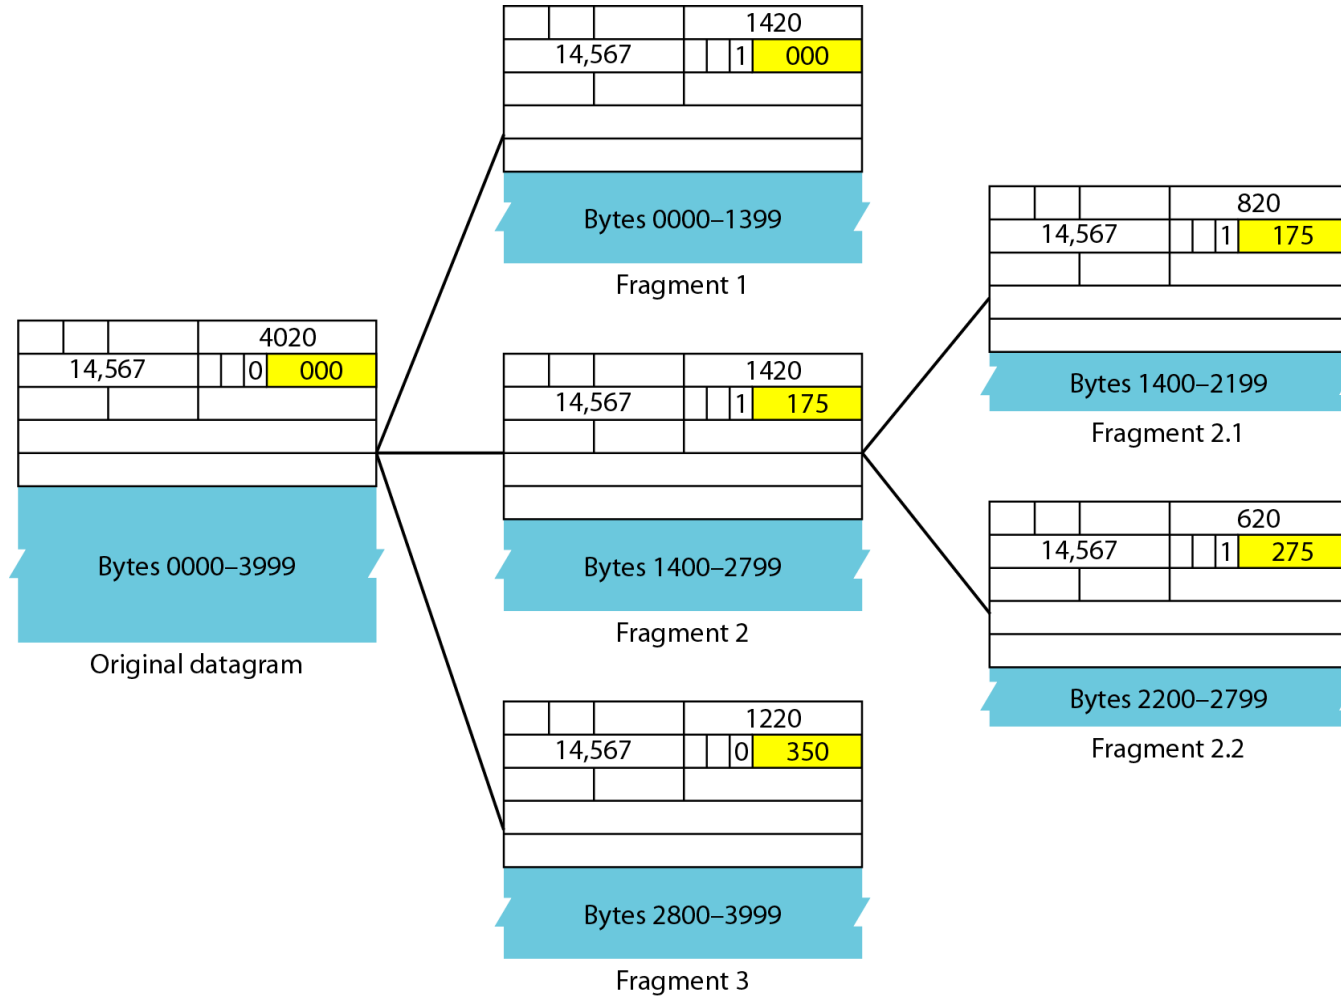 4020
14,567 0 000
Bytes 0000–3999
Original datagram
1420
14,567 1 000
Bytes 0000–1399
Fragment 1
1420
14,567 1 175
Bytes 1400–2799
Fragment 2
1220
14,567 0 350
Bytes 2800–3999
Fragment 3
820
14,567 1 175
Bytes 1400–2199
Fragment 2.1
620
14,567 1 275
Bytes 2200–2799
Fragment 2.2